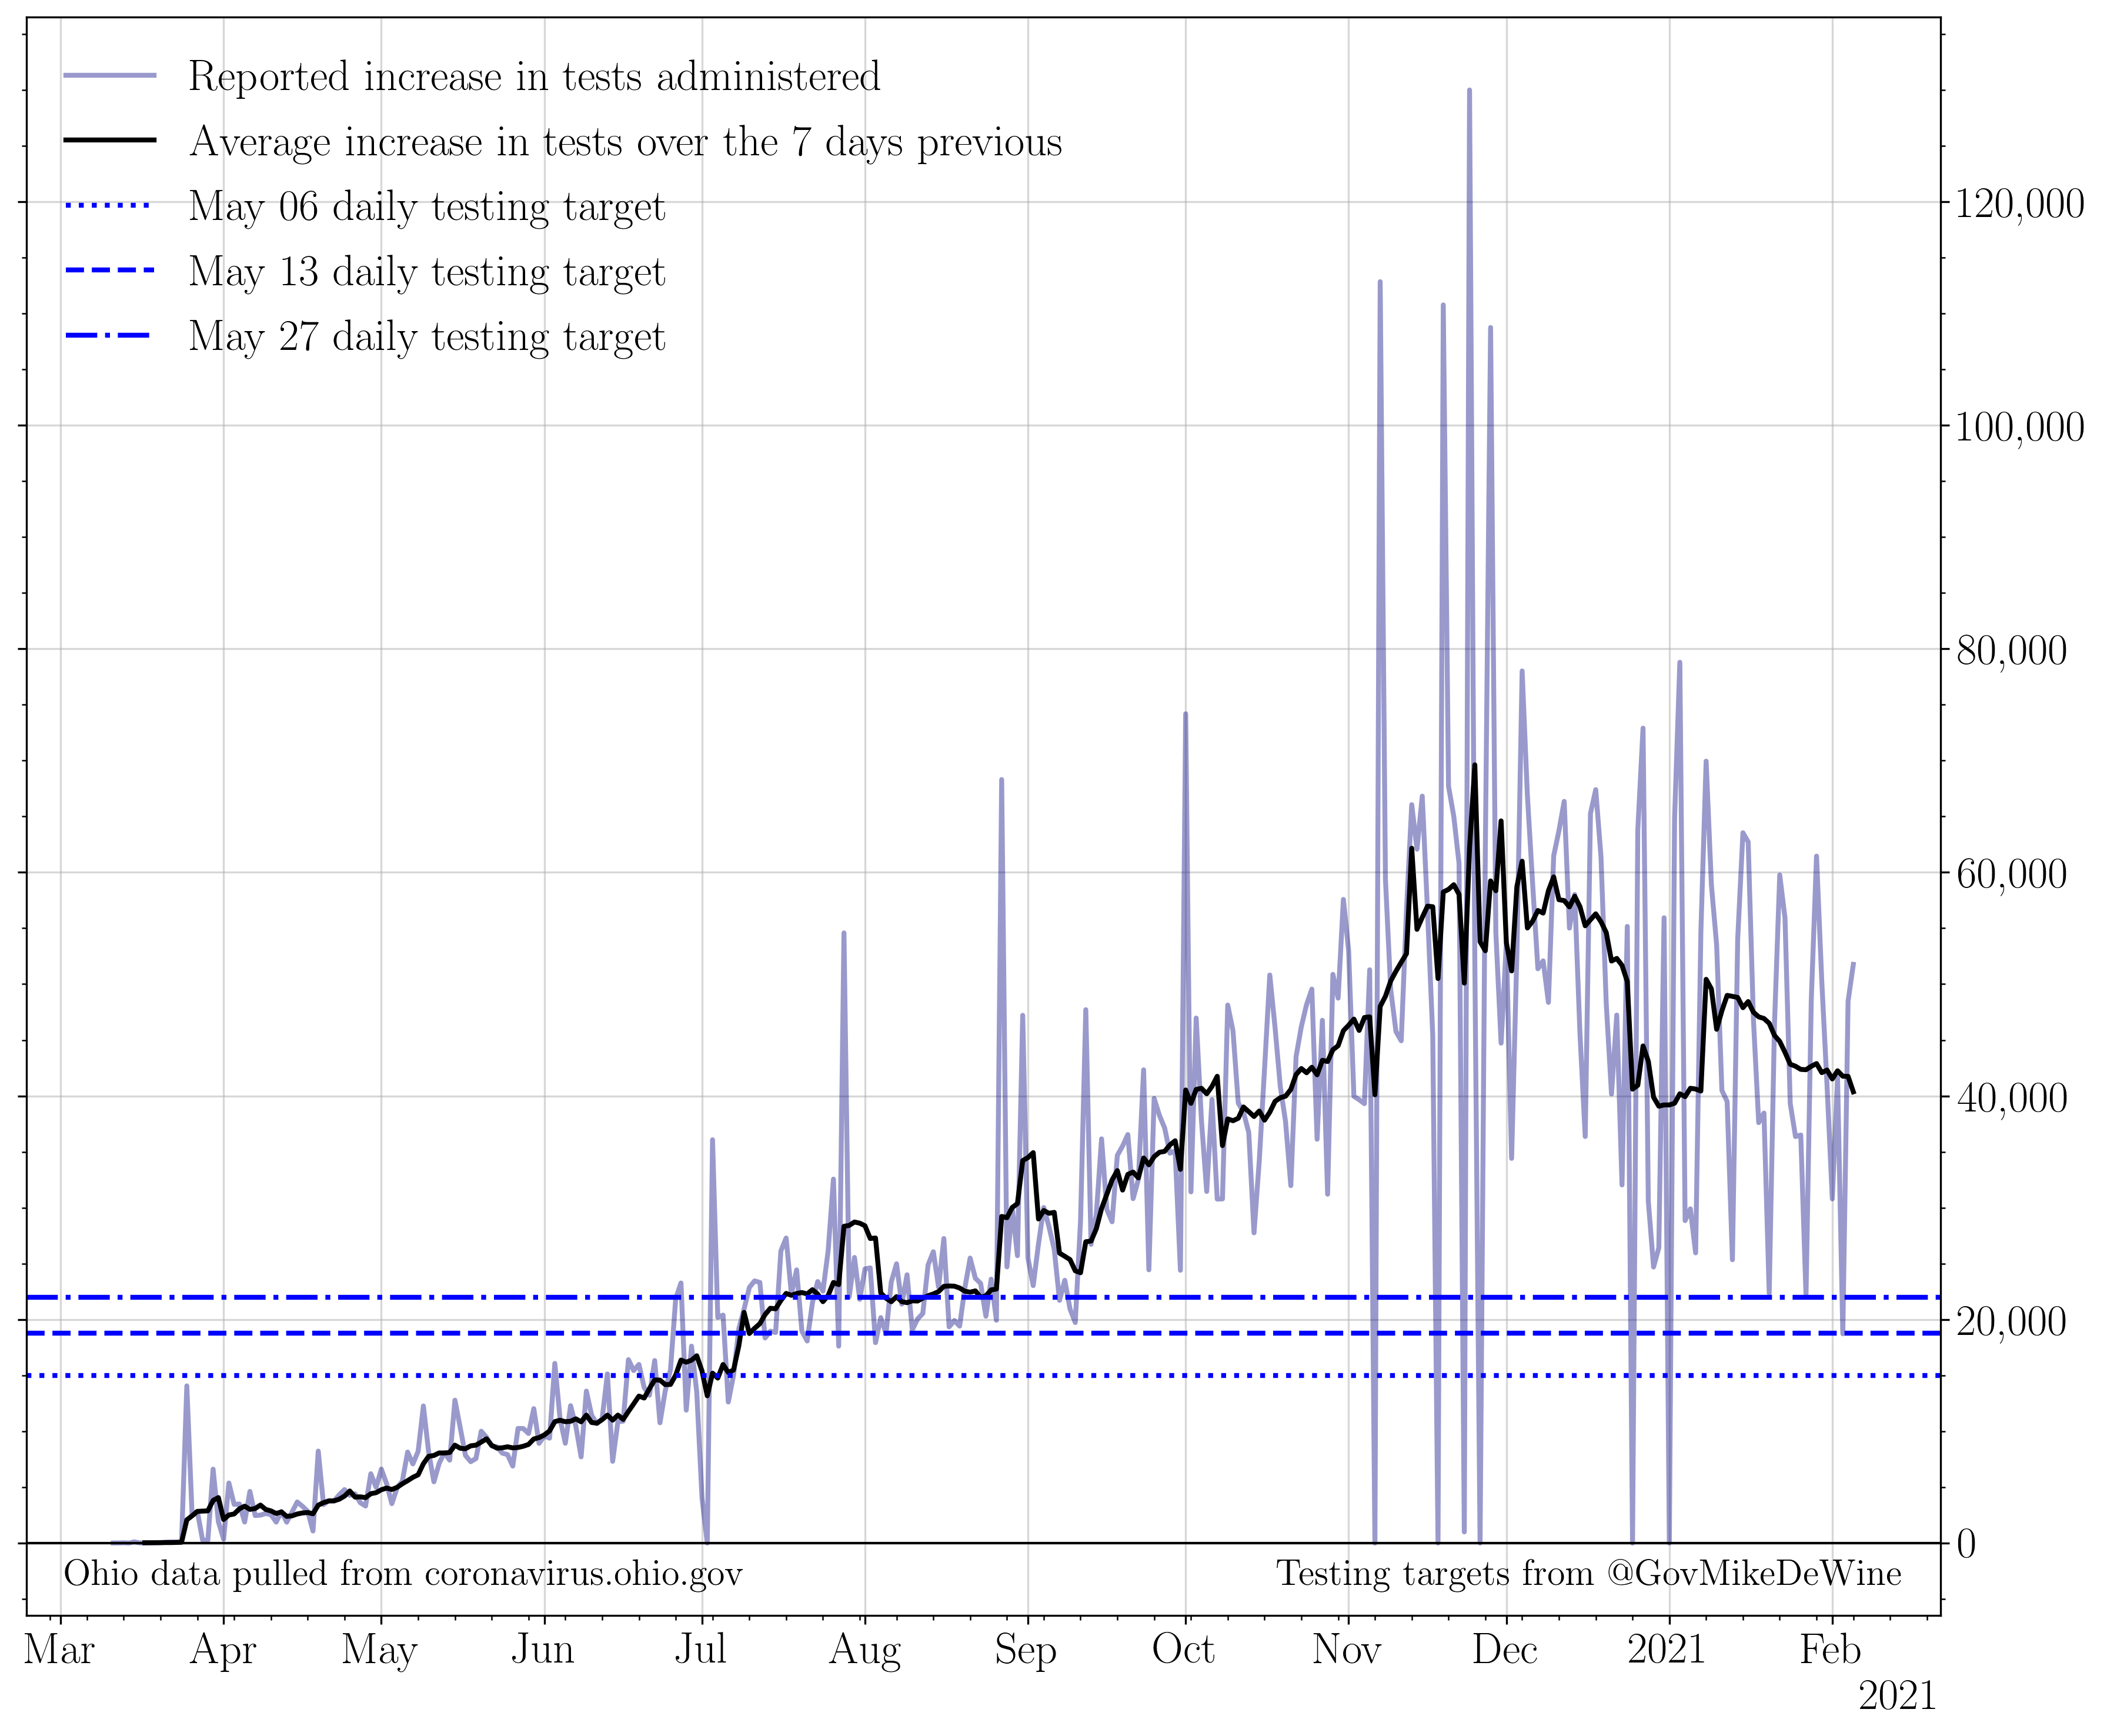 Reported increase in tests administered
Average increase in tests over the 7 days previous
May 06 daily testing target
May 13 daily testing target
May 27 daily testing target
120,000
100,000
80,000
60,000
40,000
20,000
0
Ohio data pulled from coronavirus.ohio.gov
Testing targets from @GovMikeDeWine
Mar Apr May Jun Jul Aug Sep Oct Nov Dec 2021 Feb
2021